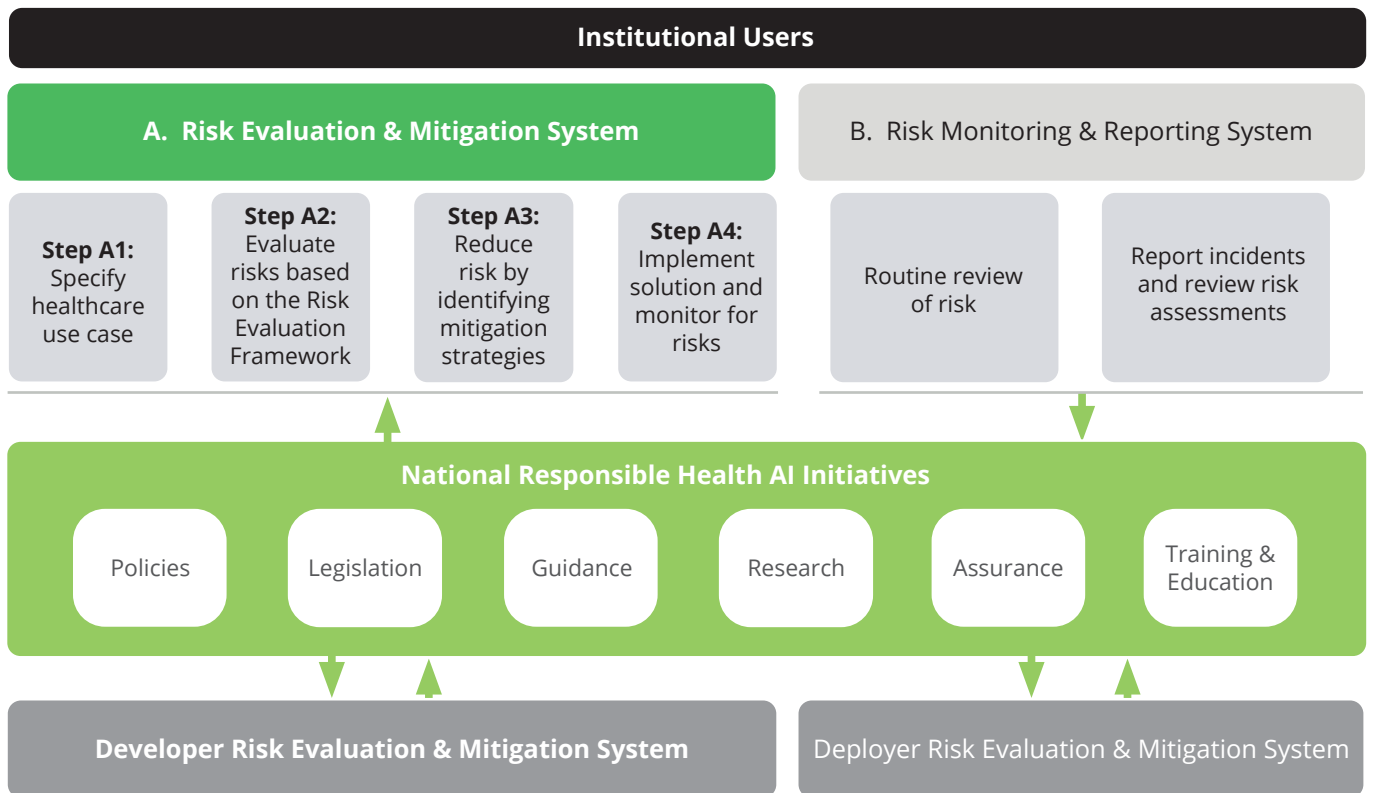 Institutional Users
A. Risk Evaluation & Mitigation System
B. Risk Monitoring & Reporting System
Step A1:
Specify
healthcare
use case
Step A2:
Evaluate
risks based
on the Risk
Evaluation
Framework
Step A3:
Reduce
risk by
identifying
mitigation
strategies
Step A4:
Implement
solution and
monitor for
risks
Routine review
of risk
Report incidents
and review risk
assessments
National Responsible Health AI Initiatives
Policies
Legislation
Guidance
Research
Assurance
Training &
Education
Developer Risk Evaluation & Mitigation System
Deployer Risk Evaluation & Mitigation System